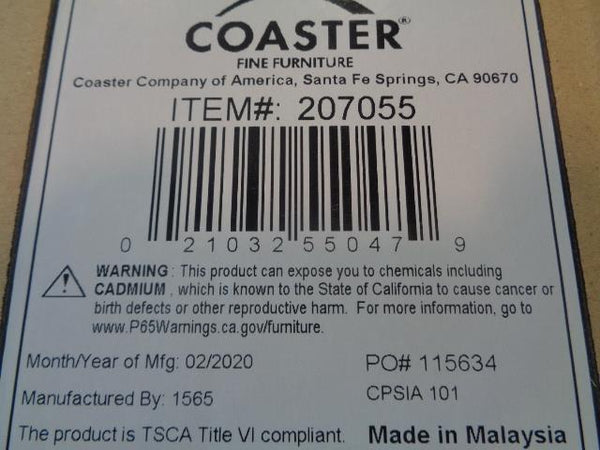 COASTER®
FINE FURNITURE
Coaster Company of America, Santa Fe Springs, CA 90670
ITEM#: 207055
0 21032 55047 9
WARNING : This product can expose you to chemicals including
CADMIUM , which is known to the State of California to cause cancer or
birth defects or other reproductive harm. For more information, go to
www.P65Warnings.ca.gov/furniture.
Month/Year of Mfg: 02/2020 PO# 115634
Manufactured By: 1565 CPSIA 101
The product is TSCA Title VI compliant. Made in Malaysia